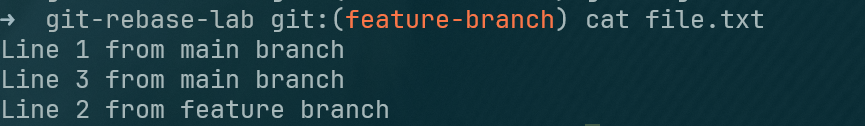 ➜ git-rebase-lab git:(feature-branch) cat file.txt
Line 1 from main branch
Line 3 from main branch
Line 2 from feature branch